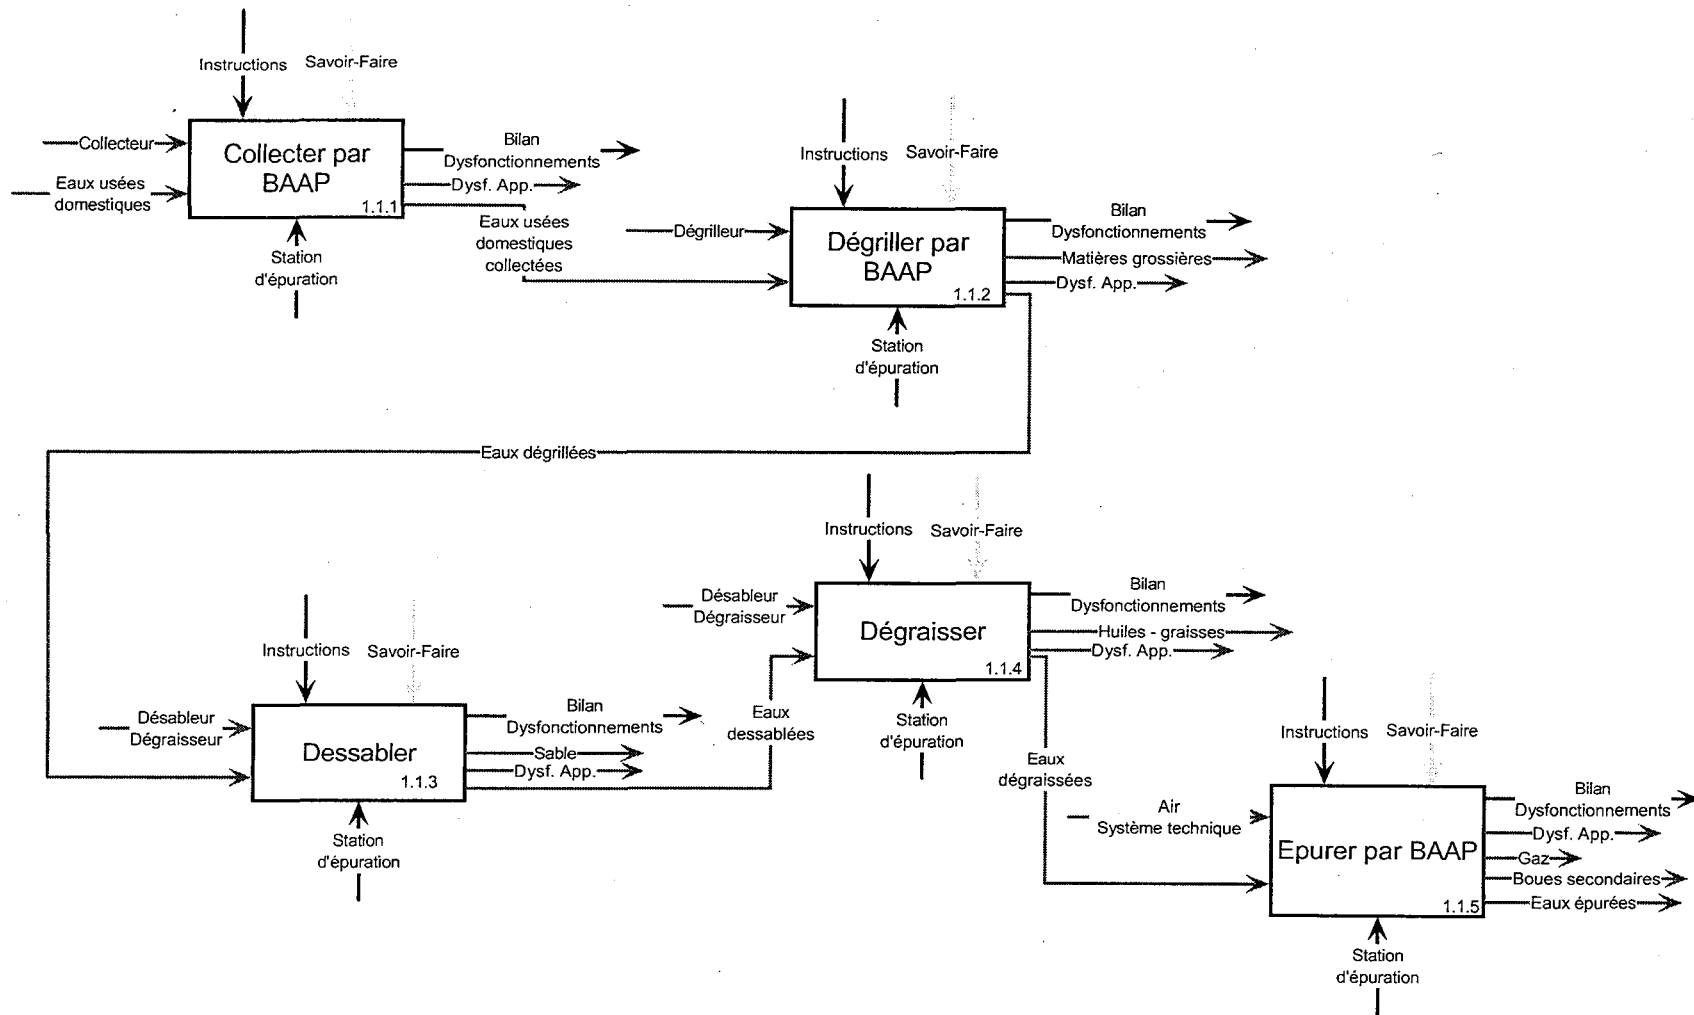 Instructions
Savoir-Faire
Collecteur
Eaux usées
domestiques
Collecter par
BAAP
1.1.1
Bilan
Dysfonctionnements
Dysf. App.
Eaux usées
domestiques
collectées
Station
d'épuration
Instructions
Savoir-Faire
Dégrilleur
Dégriller par
BAAP
1.1.2
Bilan
Dysfonctionnements
Matières grossières
Dysf. App.
Station
d'épuration
Eaux dégrillées
Instructions
Savoir-Faire
Désableur
Dégraisseur
Dessabler
1.1.3
Bilan
Dysfonctionnements
Sable
Dysf. App.
Station
d'épuration
Eaux
dessablées
Instructions
Savoir-Faire
Désableur
Dégraisseur
Dégraisser
1.1.4
Bilan
Dysfonctionnements
Huiles - graisses
Dysf. App.
Station
d'épuration
Eaux
dégraissées
Instructions
Savoir-Faire
Air
Système technique
Epurer par BAAP
1.1.5
Bilan
Dysfonctionnements
Dysf. App.
Gaz
Boues secondaires
Eaux épurées
Station
d'épuration